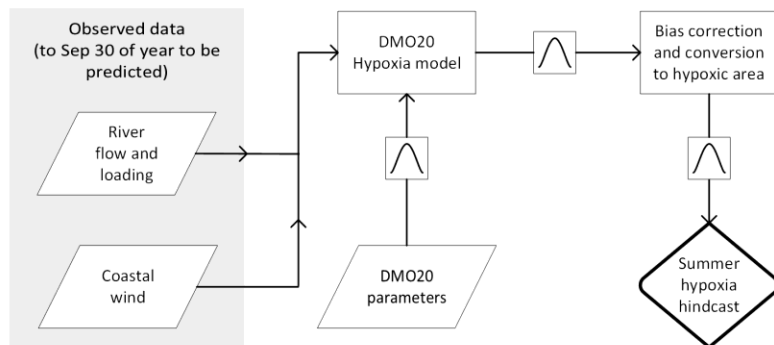 Observed data
(to Sep 30 of year to be
predicted)
River
flow and
loading
Coastal
wind
DMO20
Hypoxia model
DMO20
parameters
Bias correction
and conversion
to hypoxic area
Summer
hypoxia
hindcast